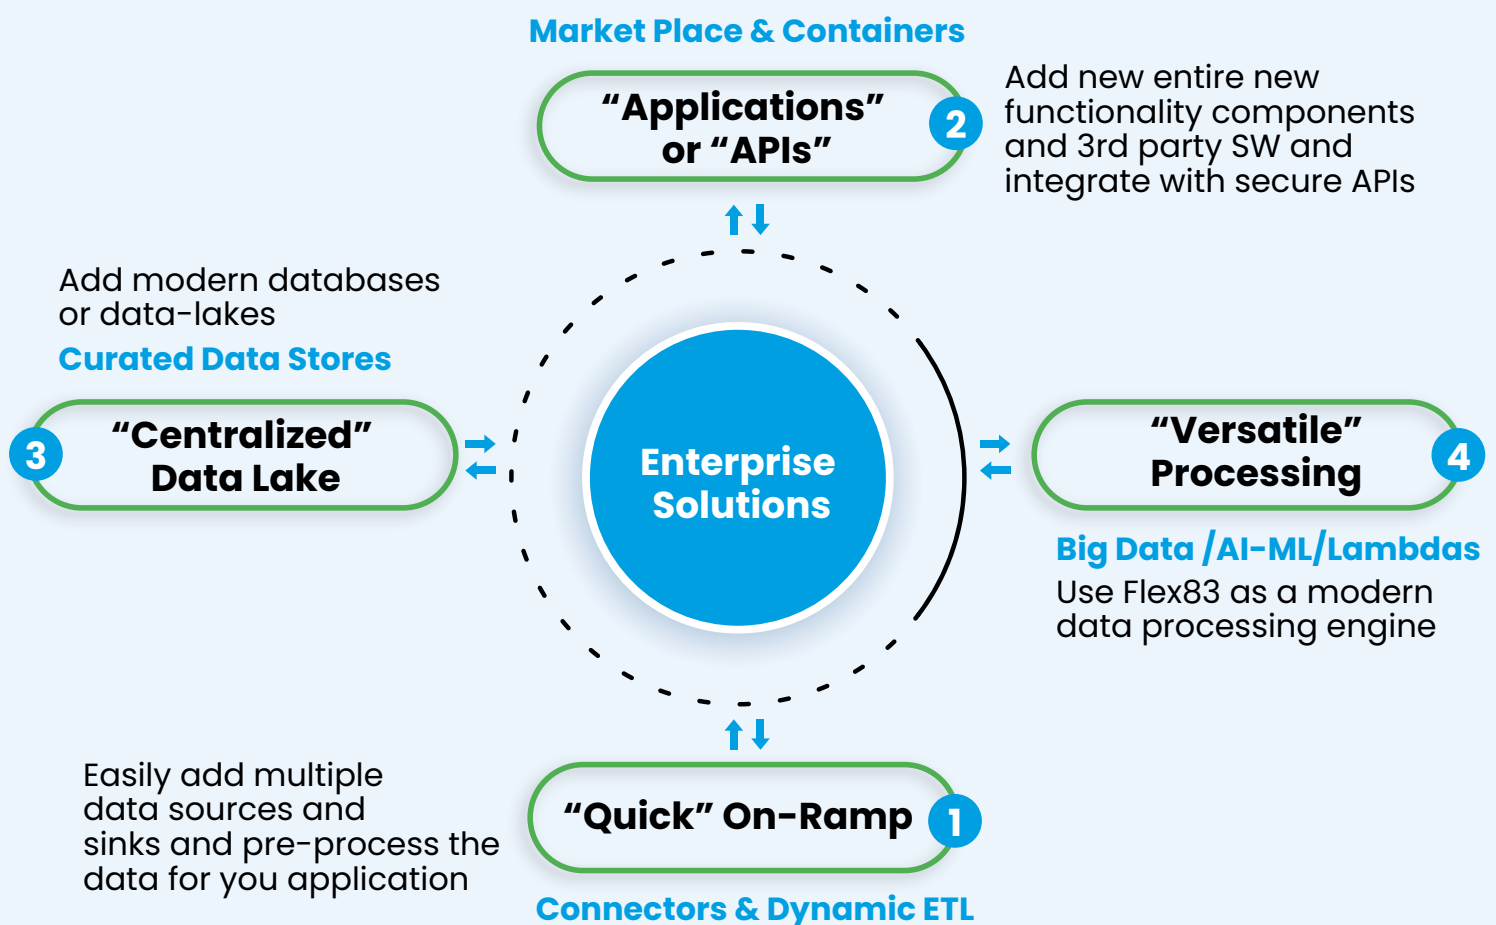 Market Place & Containers
“Applications”
or “APIs”
2
Add new entire new
functionality components
and 3rd party SW and
integrate with secure APIs
Add modern databases
or data-lakes
Curated Data Stores
3
“Centralized”
Data Lake
Enterprise
Solutions
“Versatile”
Processing
4
Big Data /AI-ML/Lambdas
Use Flex83 as a modern
data processing engine
Easily add multiple
data sources and
sinks and pre-process the
data for you application
“Quick” On-Ramp
1
Connectors & Dynamic ETL